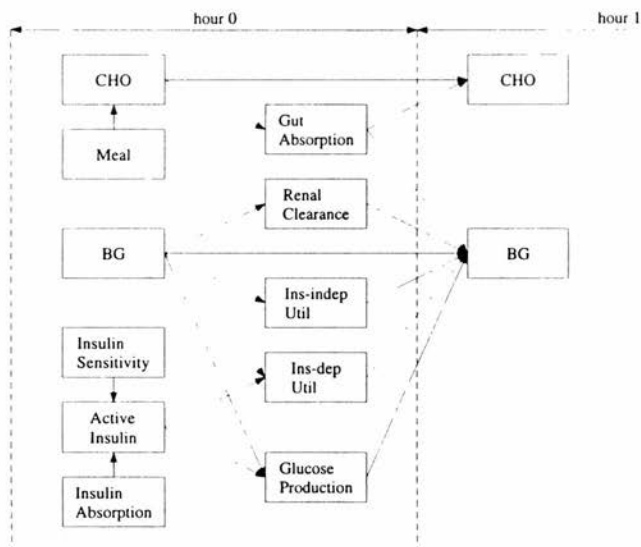 hour 0
hour 1
CHO
CHO
Gut
Absorption
Meal
Renal
Clearance
BG
BG
Ins-indep
Util
Insulin
Sensitivity
Ins-dep
Util
Active
Insulin
Glucose
Production
Insulin
Absorption